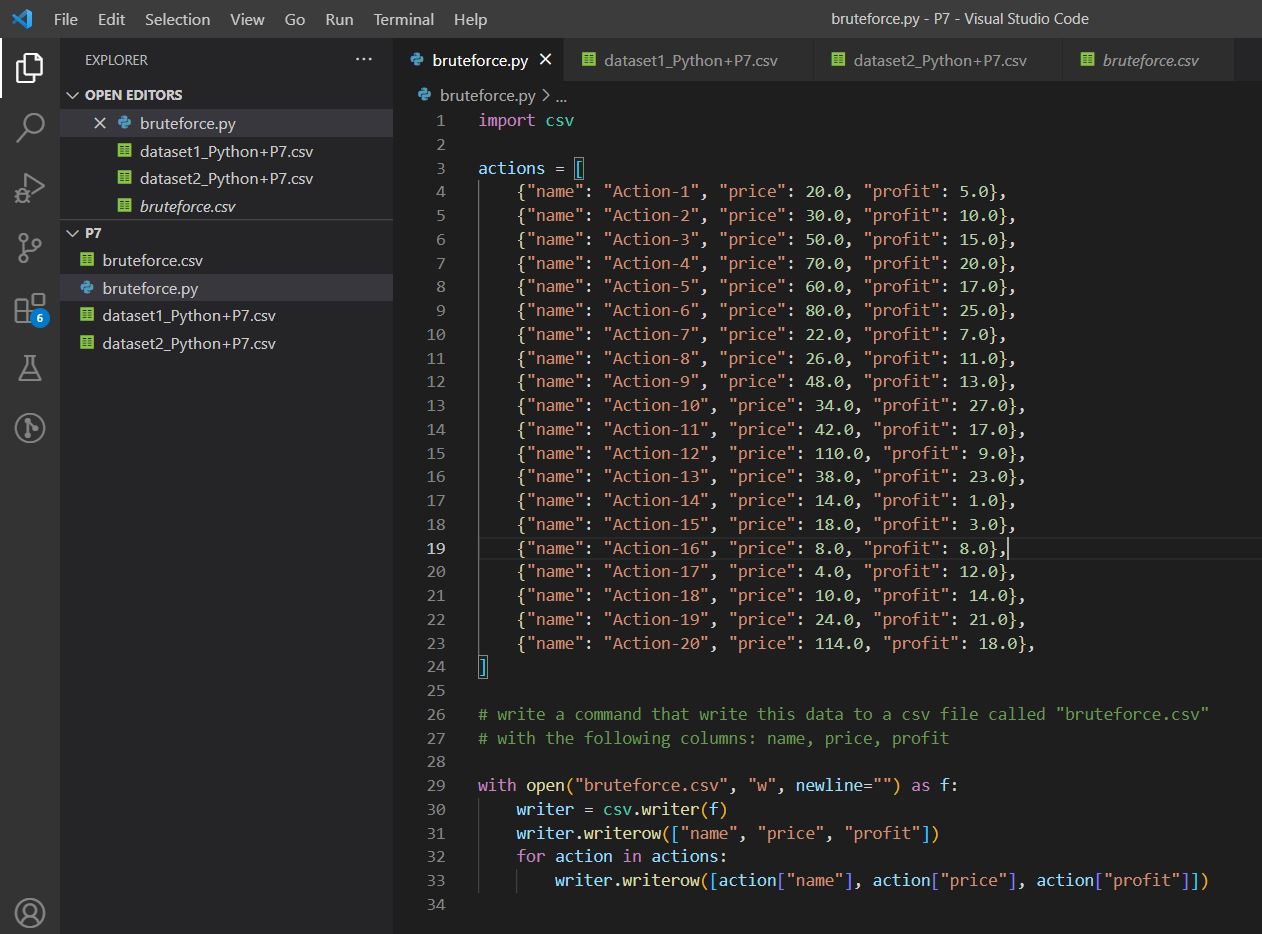 File Edit Selection View Go Run Terminal Help bruteforce.py - P7 - Visual Studio Code
EXPLORER ...
OPEN EDITORS
bruteforce.py
dataset1_Python+P7.csv
dataset2_Python+P7.csv
bruteforce.csv
P7
bruteforce.csv
bruteforce.py
dataset1_Python+P7.csv
dataset2_Python+P7.csv
6
bruteforce.py dataset1_Python+P7.csv dataset2_Python+P7.csv bruteforce.csv
bruteforce.py > ...
1 import csv
2
3 actions = [
4     {"name": "Action-1", "price": 20.0, "profit": 5.0},
5     {"name": "Action-2", "price": 30.0, "profit": 10.0},
6     {"name": "Action-3", "price": 50.0, "profit": 15.0},
7     {"name": "Action-4", "price": 70.0, "profit": 20.0},
8     {"name": "Action-5", "price": 60.0, "profit": 17.0},
9     {"name": "Action-6", "price": 80.0, "profit": 25.0},
10     {"name": "Action-7", "price": 22.0, "profit": 7.0},
11     {"name": "Action-8", "price": 26.0, "profit": 11.0},
12     {"name": "Action-9", "price": 48.0, "profit": 13.0},
13     {"name": "Action-10", "price": 34.0, "profit": 27.0},
14     {"name": "Action-11", "price": 42.0, "profit": 17.0},
15     {"name": "Action-12", "price": 110.0, "profit": 9.0},
16     {"name": "Action-13", "price": 38.0, "profit": 23.0},
17     {"name": "Action-14", "price": 14.0, "profit": 1.0},
18     {"name": "Action-15", "price": 18.0, "profit": 3.0},
19     {"name": "Action-16", "price": 8.0, "profit": 8.0},
20     {"name": "Action-17", "price": 4.0, "profit": 12.0},
21     {"name": "Action-18", "price": 10.0, "profit": 14.0},
22     {"name": "Action-19", "price": 24.0, "profit": 21.0},
23     {"name": "Action-20", "price": 114.0, "profit": 18.0},
24 ]
25
26 # write a command that write this data to a csv file called "bruteforce.csv"
27 # with the following columns: name, price, profit
28
29 with open("bruteforce.csv", "w", newline="") as f:
30     writer = csv.writer(f)
31     writer.writerow(["name", "price", "profit"])
32     for action in actions:
33         writer.writerow([action["name"], action["price"], action["profit"]])
34